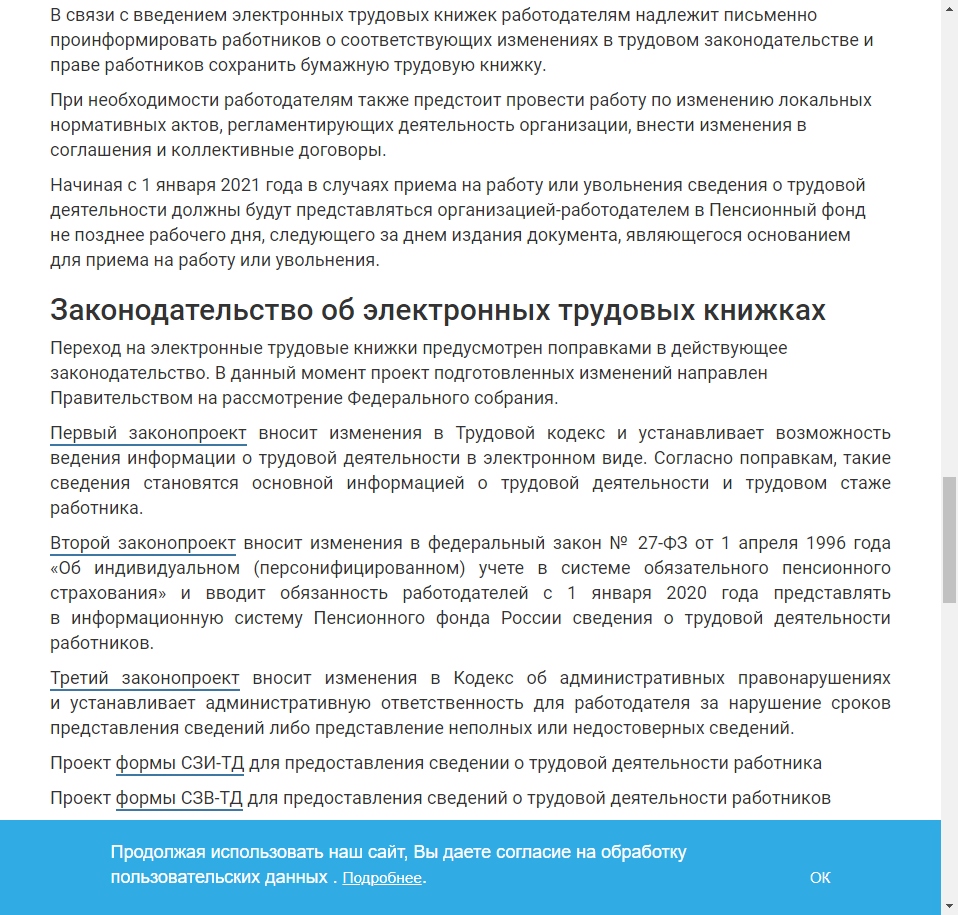 В связи с введением электронных трудовых книжек работодателям надлежит письменно
проинформировать работников о соответствующих изменениях в трудовом законодательстве и
праве работников сохранить бумажную трудовую книжку.
При необходимости работодателям также предстоит провести работу по изменению локальных
нормативных актов, регламентирующих деятельность организации, внести изменения в
соглашения и коллективные договоры.
Начиная с 1 января 2021 года в случаях приема на работу или увольнения сведения о трудовой
деятельности должны будут представляться организацией-работодателем в Пенсионный фонд
не позднее рабочего дня, следующего за днем издания документа, являющегося основанием
для приема на работу или увольнения.
Законодательство об электронных трудовых книжках
Переход на электронные трудовые книжки предусмотрен поправками в действующее
законодательство. В данный момент проект подготовленных изменений направлен
Правительством на рассмотрение Федерального собрания.
Первый законопроект вносит изменения в Трудовой кодекс и устанавливает возможность
ведения информации о трудовой деятельности в электронном виде. Согласно поправкам, такие
сведения становятся основной информацией о трудовой деятельности и трудовом стаже
работника.
Второй законопроект вносит изменения в федеральный закон № 27-ФЗ от 1 апреля 1996 года
«Об индивидуальном (персонифицированном) учете в системе обязательного пенсионного
страхования» и вводит обязанность работодателей с 1 января 2020 года представлять
в информационную систему Пенсионного фонда России сведения о трудовой деятельности
работников.
Третий законопроект вносит изменения в Кодекс об административных правонарушениях
и устанавливает административную ответственность для работодателя за нарушение сроков
представления сведений либо представление неполных или недостоверных сведений.
Проект формы СЗИ-ТД для предоставления сведении о трудовой деятельности работника
Проект формы СЗВ-ТД для предоставления сведений о трудовой деятельности работников
Продолжая использовать наш сайт, Вы даете согласие на обработку
пользовательских данных . Подробнее.
ОК